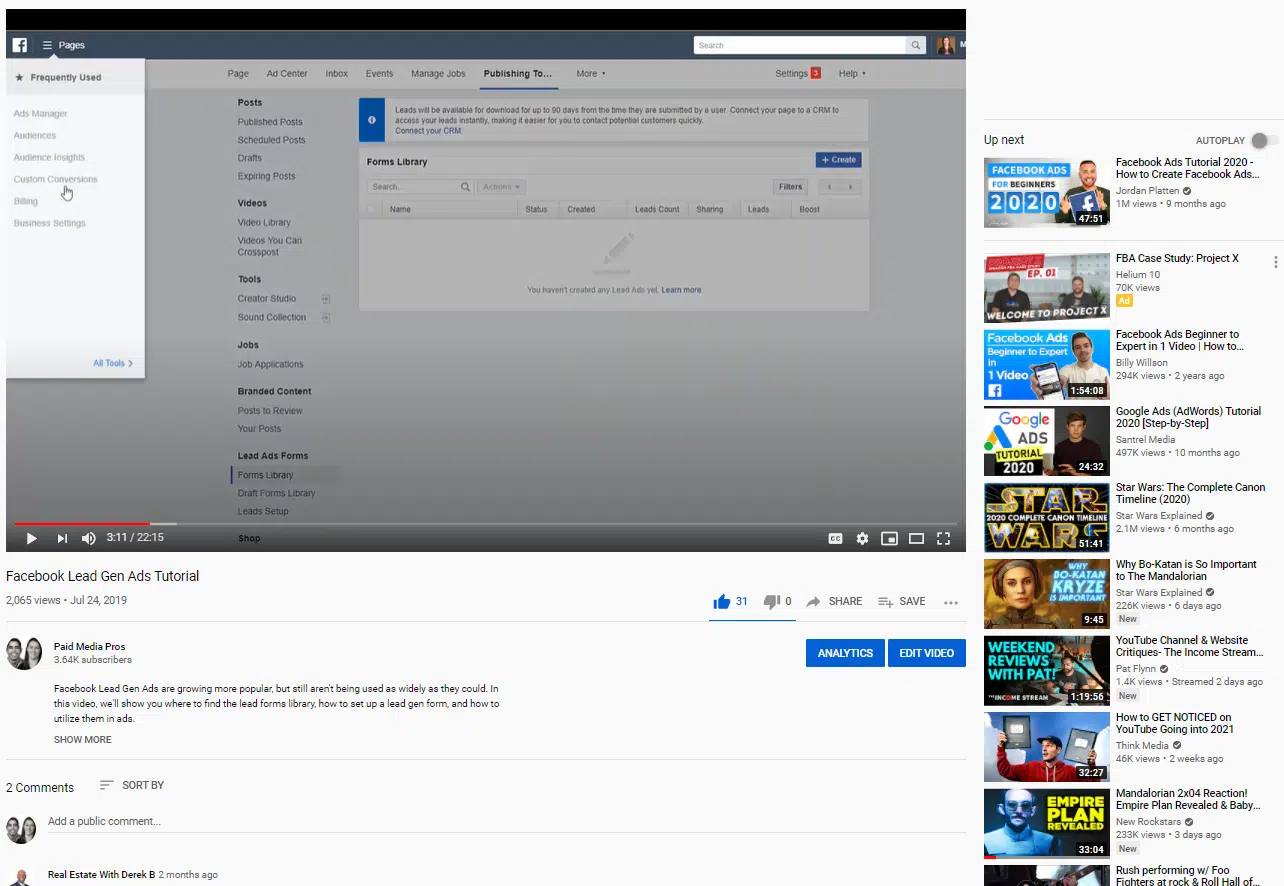 Pages
Search
M
Frequently Used
Ads Manager
Audiences
Audience Insights
Custom Conversions
Billing
Business Settings
All Tools
Page Ad Center Inbox Events Manage Jobs Publishing To... More Settings 3 Help
Posts
Published Posts
Scheduled Posts
Drafts
Expiring Posts
Videos
Video Library
Videos You Can
Crosspost
Tools
Creator Studio
Sound Collection
Jobs
Job Applications
Branded Content
Posts to Review
Your Posts
Lead Ads Forms
Forms Library
Draft Forms Library
Leads Setup
Shop
Leads will be available for download for up to 90 days from the time they are submitted by a user. Connect your page to a CRM to
access your leads instantly, making it easier for you to contact potential customers quickly.
Connect your CRM.
Forms Library
+ Create
Search... Actions Filters
Name Status Created Leads Count Sharing Leads Boost
You haven't created any Lead Ads yet. Learn more
3:11 / 22:15
CC
Facebook Lead Gen Ads Tutorial
2,065 views • Jul 24, 2019
31 0 SHARE SAVE
Paid Media Pros
3.64K subscribers
ANALYTICS EDIT VIDEO
Facebook Lead Gen Ads are growing more popular, but still aren't being used as widely as they could. In
this video, we'll show you where to find the lead forms library, how to set up a lead gen form, and how to
utilize them in ads.
SHOW MORE
2 Comments SORT BY
Add a public comment...
Real Estate With Derek B 2 months ago
Up next AUTOPLAY
FACEBOOK ADS
FOR BEGINNERS
2020
47:51
Facebook Ads Tutorial 2020 -
How to Create Facebook Ads...
Jordan Platten
1M views • 9 months ago
PROJECT X
EP. 01
WELCOME TO PROJECT X
FBA Case Study: Project X
Helium 10
70K views
Ad
Facebook Ads
Beginner to Expert
in
1 Video
1:54:08
Facebook Ads Beginner to
Expert in 1 Video | How to...
Billy Willson
294K views • 2 years ago
Google
ADS
TUTORIAL
2020
24:32
Google Ads (AdWords) Tutorial
2020 [Step-by-Step]
Santrel Media
497K views • 10 months ago
STAR
2020 COMPLETE CANON TIMELINE
WARS
51:41
Star Wars: The Complete Canon
Timeline (2020)
Star Wars Explained
2.1M views • 6 months ago
WHY
BO-KATAN
KRYZE
IS IMPORTANT
9:45
Why Bo-Katan is So Important
to The Mandalorian
Star Wars Explained
226K views • 6 days ago
New
WEEKEND
REVIEWS
WITH PAT!
THE INCOME STREAM
1:19:56
YouTube Channel & Website
Critiques- The Income Stream...
Pat Flynn
1.4K views • Streamed 2 days ago
New
32:27
How to GET NOTICED on
YouTube Going into 2021
Think Media
46K views • 2 weeks ago
EMPIRE
PLAN
REVEALED
33:04
Mandalorian 2x04 Reaction!
Empire Plan Revealed & Baby...
New Rockstars
233K views • 3 days ago
New
Rush performing w/ Foo
Fighters at rock & Roll Hall of...